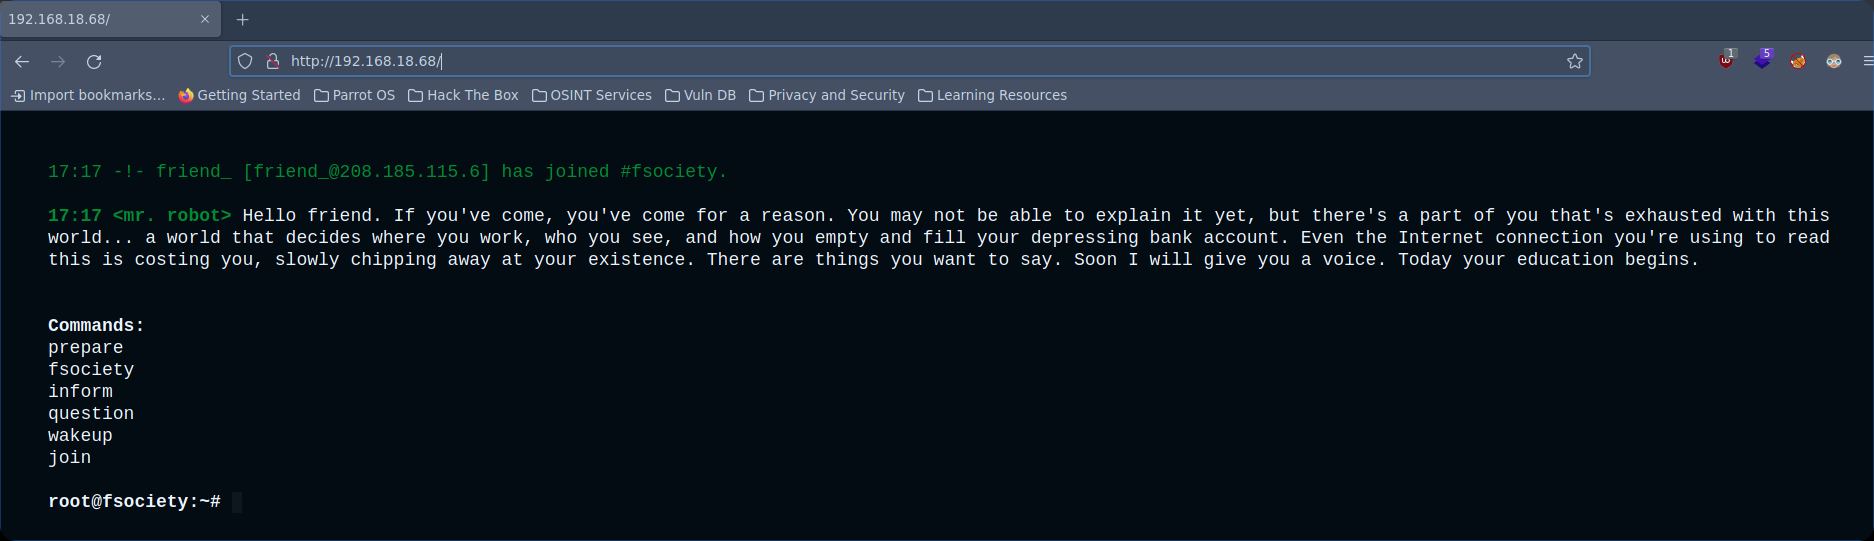 192.168.18.68/
http://192.168.18.68/
1
5
Import bookmarks... Getting Started Parrot OS Hack The Box OSINT Services Vuln DB Privacy and Security Learning Resources
17:17 -!- friend_ [friend_@208.185.115.6] has joined #fsociety.
17:17 <mr. robot> Hello friend. If you've come, you've come for a reason. You may not be able to explain it yet, but there's a part of you that's exhausted with this
world... a world that decides where you work, who you see, and how you empty and fill your depressing bank account. Even the Internet connection you're using to read
this is costing you, slowly chipping away at your existence. There are things you want to say. Soon I will give you a voice. Today your education begins.
Commands:
prepare
fsociety
inform
question
wakeup
join
root@fsociety:~#